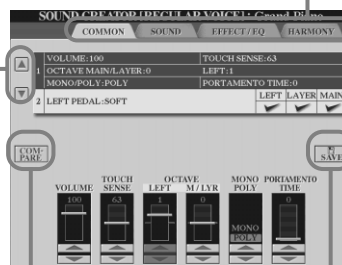 SOUND CREATOR [REGULAR VOICE] : Grand Piano
COMMON SOUND EFFECT / EQ HARMONY
1 VOLUME:100 TOUCH SENSE:63
OCTAVE MAIN/LAYER:0 LEFT:1
MONO/POLY:POLY PORTAMENTO TIME:0
2 LEFT PEDAL:SOFT LEFT LAYER MAIN
COM-
PARE
SAVE
VOLUME TOUCH SENSE OCTAVE LEFT M / LYR MONO POLY PORTAMENTO TIME
100 63 1 0 0
MONO
POLY